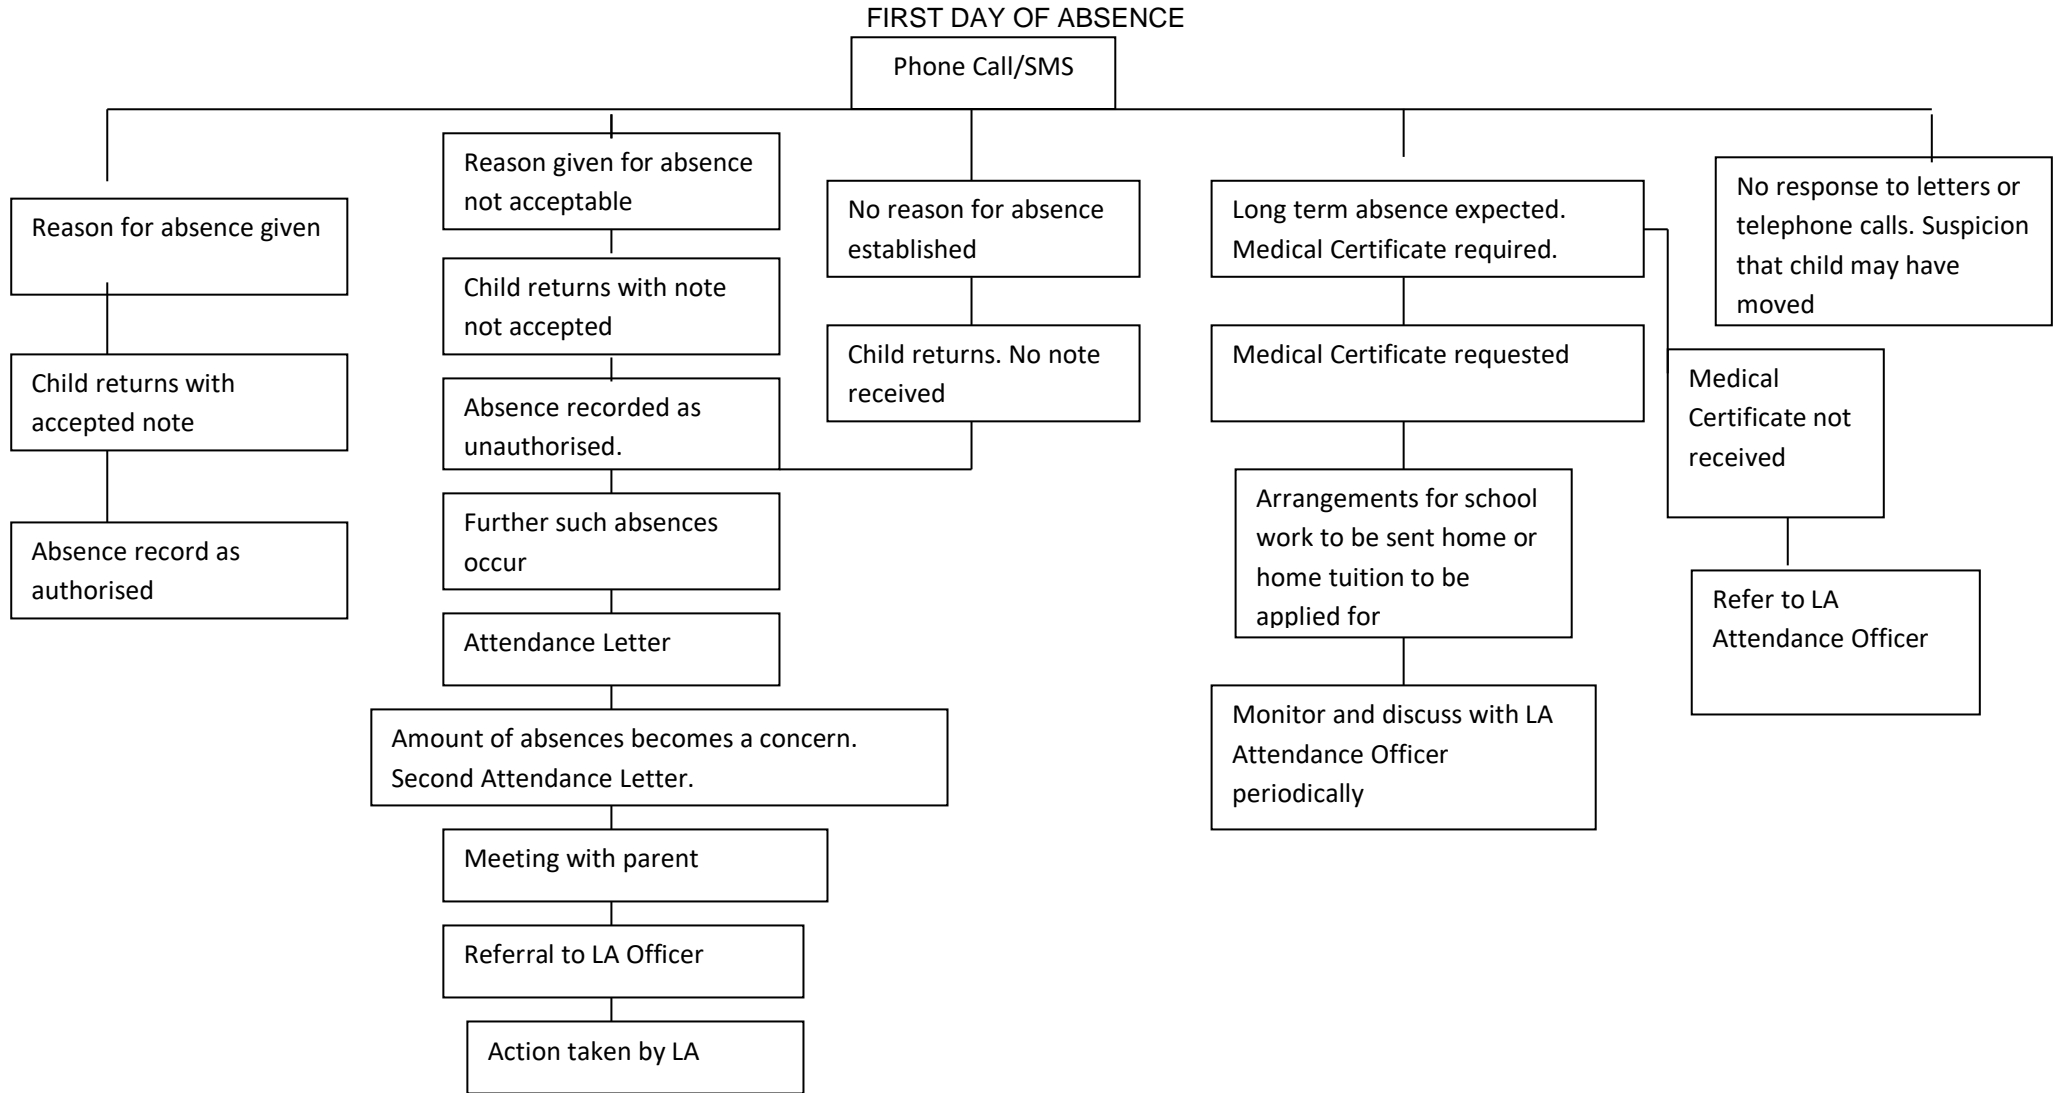 FIRST DAY OF ABSENCE
Phone Call/SMS
Reason for absence given
Child returns with
accepted note
Absence record as
authorised
Reason given for absence
not acceptable
Child returns with note
not accepted
Absence recorded as
unauthorised.
Further such absences
occur
Attendance Letter
Amount of absences becomes a concern.
Second Attendance Letter.
Meeting with parent
Referral to LA Officer
Action taken by LA
No reason for absence
established
Child returns. No note
received
Long term absence expected.
Medical Certificate required.
Medical Certificate requested
Arrangements for school
work to be sent home or
home tuition to be
applied for
Monitor and discuss with LA
Attendance Officer
periodically
Medical
Certificate not
received
Refer to LA
Attendance Officer
No response to letters or
telephone calls. Suspicion
that child may have
moved